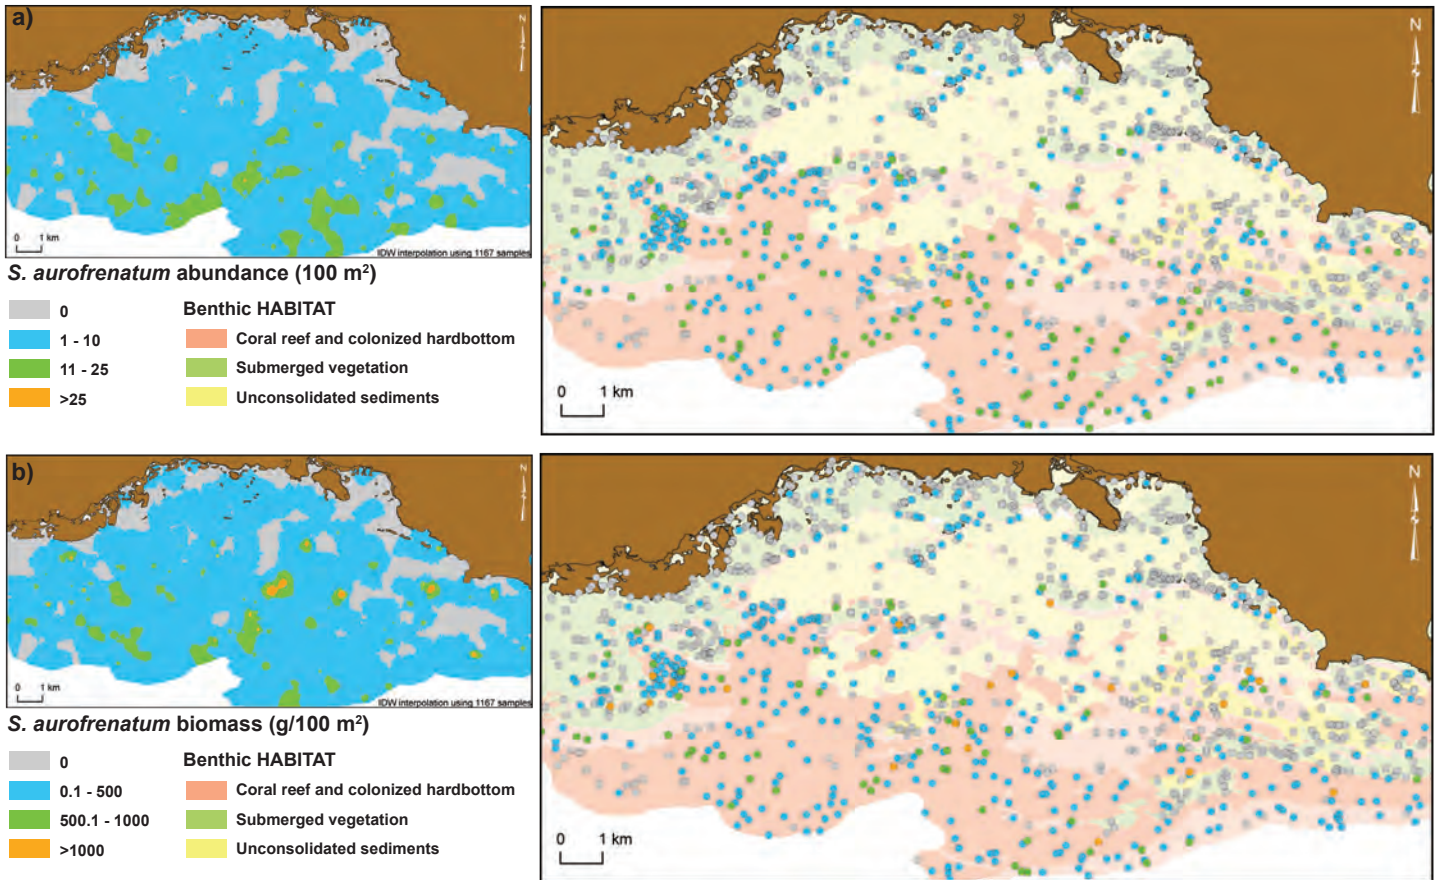 a)
N
0 1 km
IDW interpolation using 1167 samples
N
0 1 km
S. aurofrenatum abundance (100 m²)
0
1 - 10
11 - 25
>25
Benthic HABITAT
Coral reef and colonized hardbottom
Submerged vegetation
Unconsolidated sediments
b)
N
0 1 km
IDW interpolation using 1167 samples
N
0 1 km
S. aurofrenatum biomass (g/100 m²)
0
0.1 - 500
500.1 - 1000
>1000
Benthic HABITAT
Coral reef and colonized hardbottom
Submerged vegetation
Unconsolidated sediments